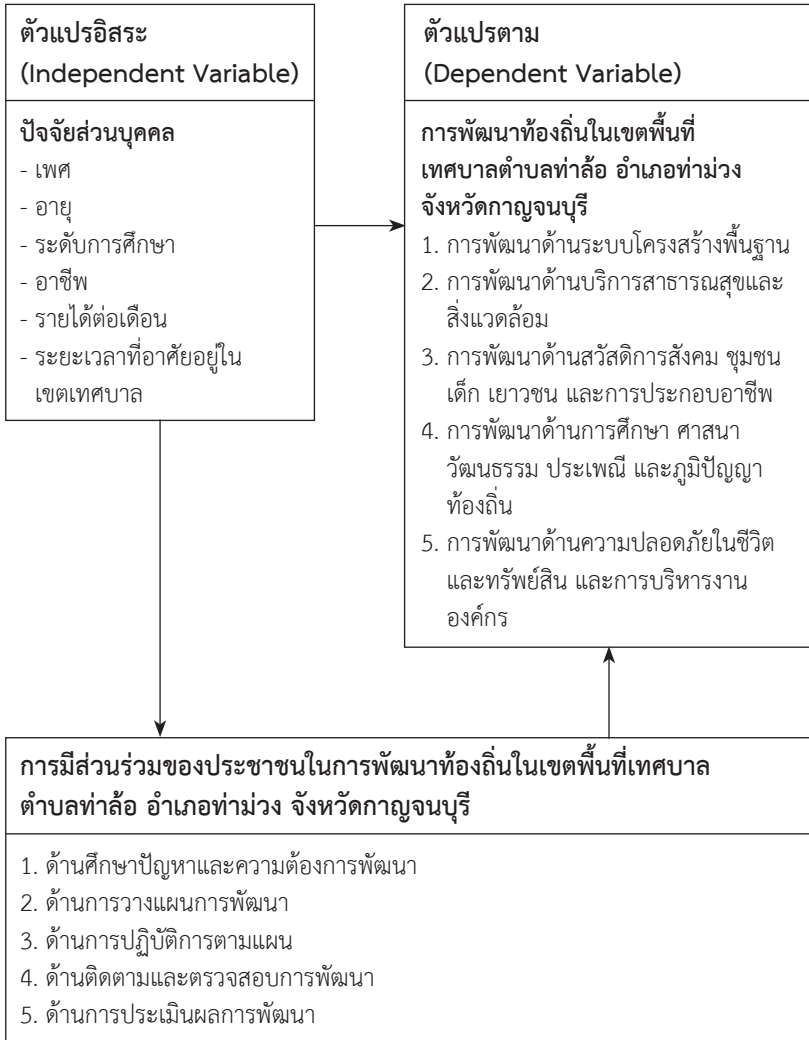 ตัวแปรอิสระ
(Independent Variable)
ปัจจัยส่วนบุคคล
- เพศ
- อายุ
- ระดับการศึกษา
- อาชีพ
- รายได้ต่อเดือน
- ระยะเวลาที่อาศัยอยู่ใน
เขตเทศบาล
ตัวแปรตาม
(Dependent Variable)
การพัฒนาท้องถิ่นในเขตพื้นที่
เทศบาลตำบลท่าล้อ อำเภอท่าม่วง
จังหวัดกาญจนบุรี
1. การพัฒนาด้านระบบโครงสร้างพื้นฐาน
2. การพัฒนาด้านบริการสาธารณสุขและ
สิ่งแวดล้อม
3. การพัฒนาด้านสวัสดิการสังคม ชุมชน
เด็ก เยาวชน และการประกอบอาชีพ
4. การพัฒนาด้านการศึกษา ศาสนา
วัฒนธรรม ประเพณี และภูมิปัญญา
ท้องถิ่น
5. การพัฒนาด้านความปลอดภัยในชีวิต
และทรัพย์สิน และการบริหารงาน
องค์กร
การมีส่วนร่วมของประชาชนในการพัฒนาท้องถิ่นในเขตพื้นที่เทศบาล
ตำบลท่าล้อ อำเภอท่าม่วง จังหวัดกาญจนบุรี
1. ด้านศึกษาปัญหาและความต้องการพัฒนา
2. ด้านการวางแผนการพัฒนา
3. ด้านการปฏิบัติการตามแผน
4. ด้านติดตามและตรวจสอบการพัฒนา
5. ด้านการประเมินผลการพัฒนา